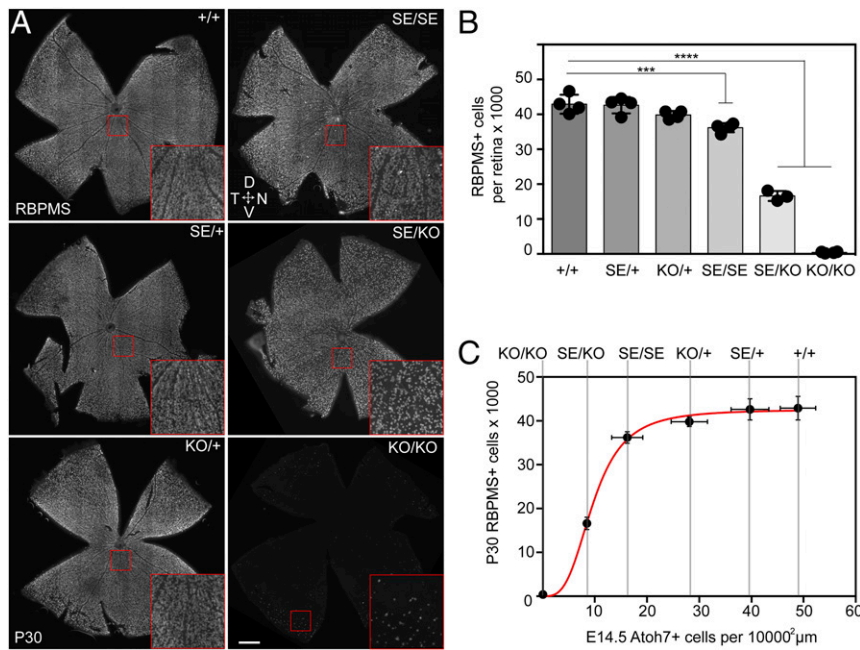 A
+/+
SE/SE
RBPMS
D
T N
V
SE/+
SE/KO
KO/+
KO/KO
P30
B
****
***
RBPMS+ cells
per retina x 1000
50
40
30
20
10
0
+/+ SE/+ KO/+ SE/SE SE/KO KO/KO
C
KO/KO SE/KO SE/SE KO/+ SE/+ +/+
P30 RBPMS+ cells x 1000
50
40
30
20
10
0
10 20 30 40 50 60
E14.5 Atoh7+ cells per 10000²µm